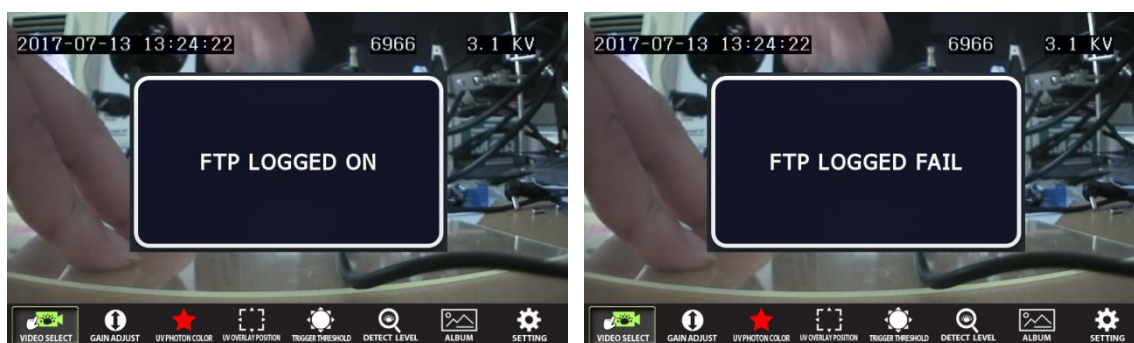 2017-07-13 13:24:22 6966 3.1 KV
FTP LOGGED ON
VIDEO SELECT GAIN ADJUST UV PHOTON COLOR UV OVERLAY POSITION TRIGGER THRESHOLD DETECT LEVEL ALBUM SETTING
2017-07-13 13:24:22 6966 3.1 KV
FTP LOGGED FAIL
VIDEO SELECT GAIN ADJUST UV PHOTON COLOR UV OVERLAY POSITION TRIGGER THRESHOLD DETECT LEVEL ALBUM SETTING